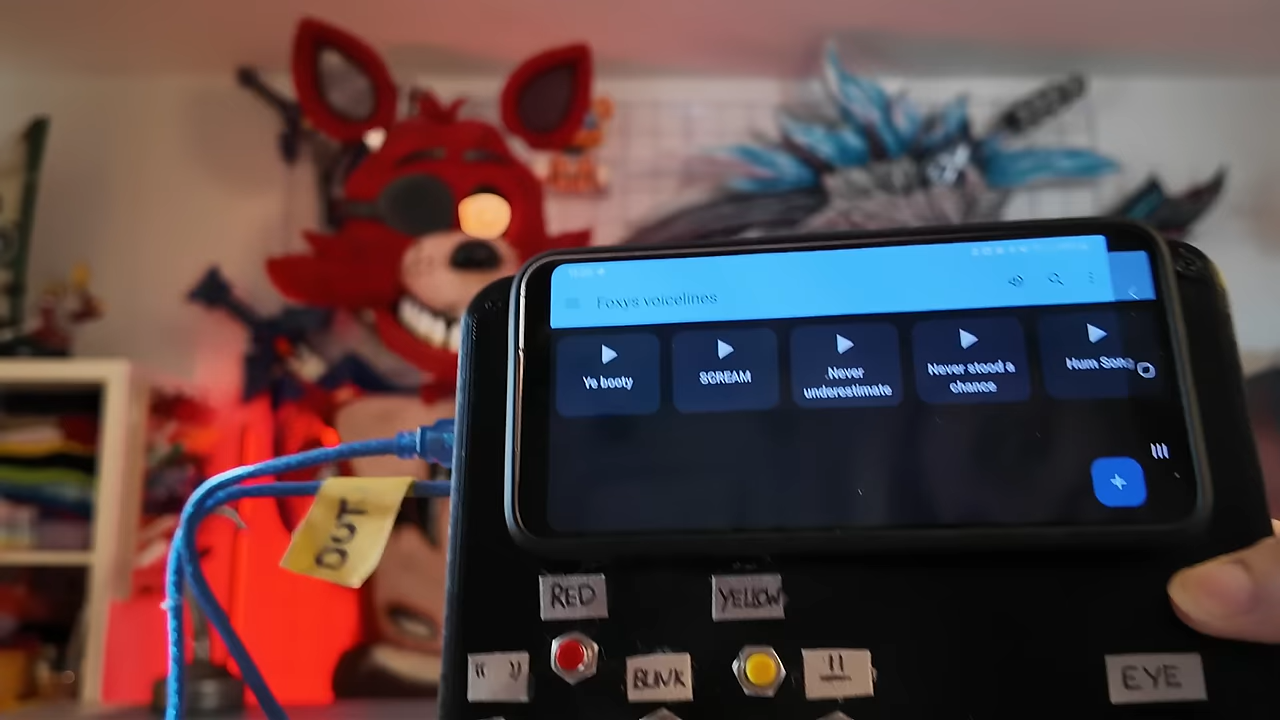 Foxys voicelines
Ye booty
SCREAM
Never
underestimate
Never stood a
chance
Hum Song
OUT
RED
YELLOW
BLINK
EYE